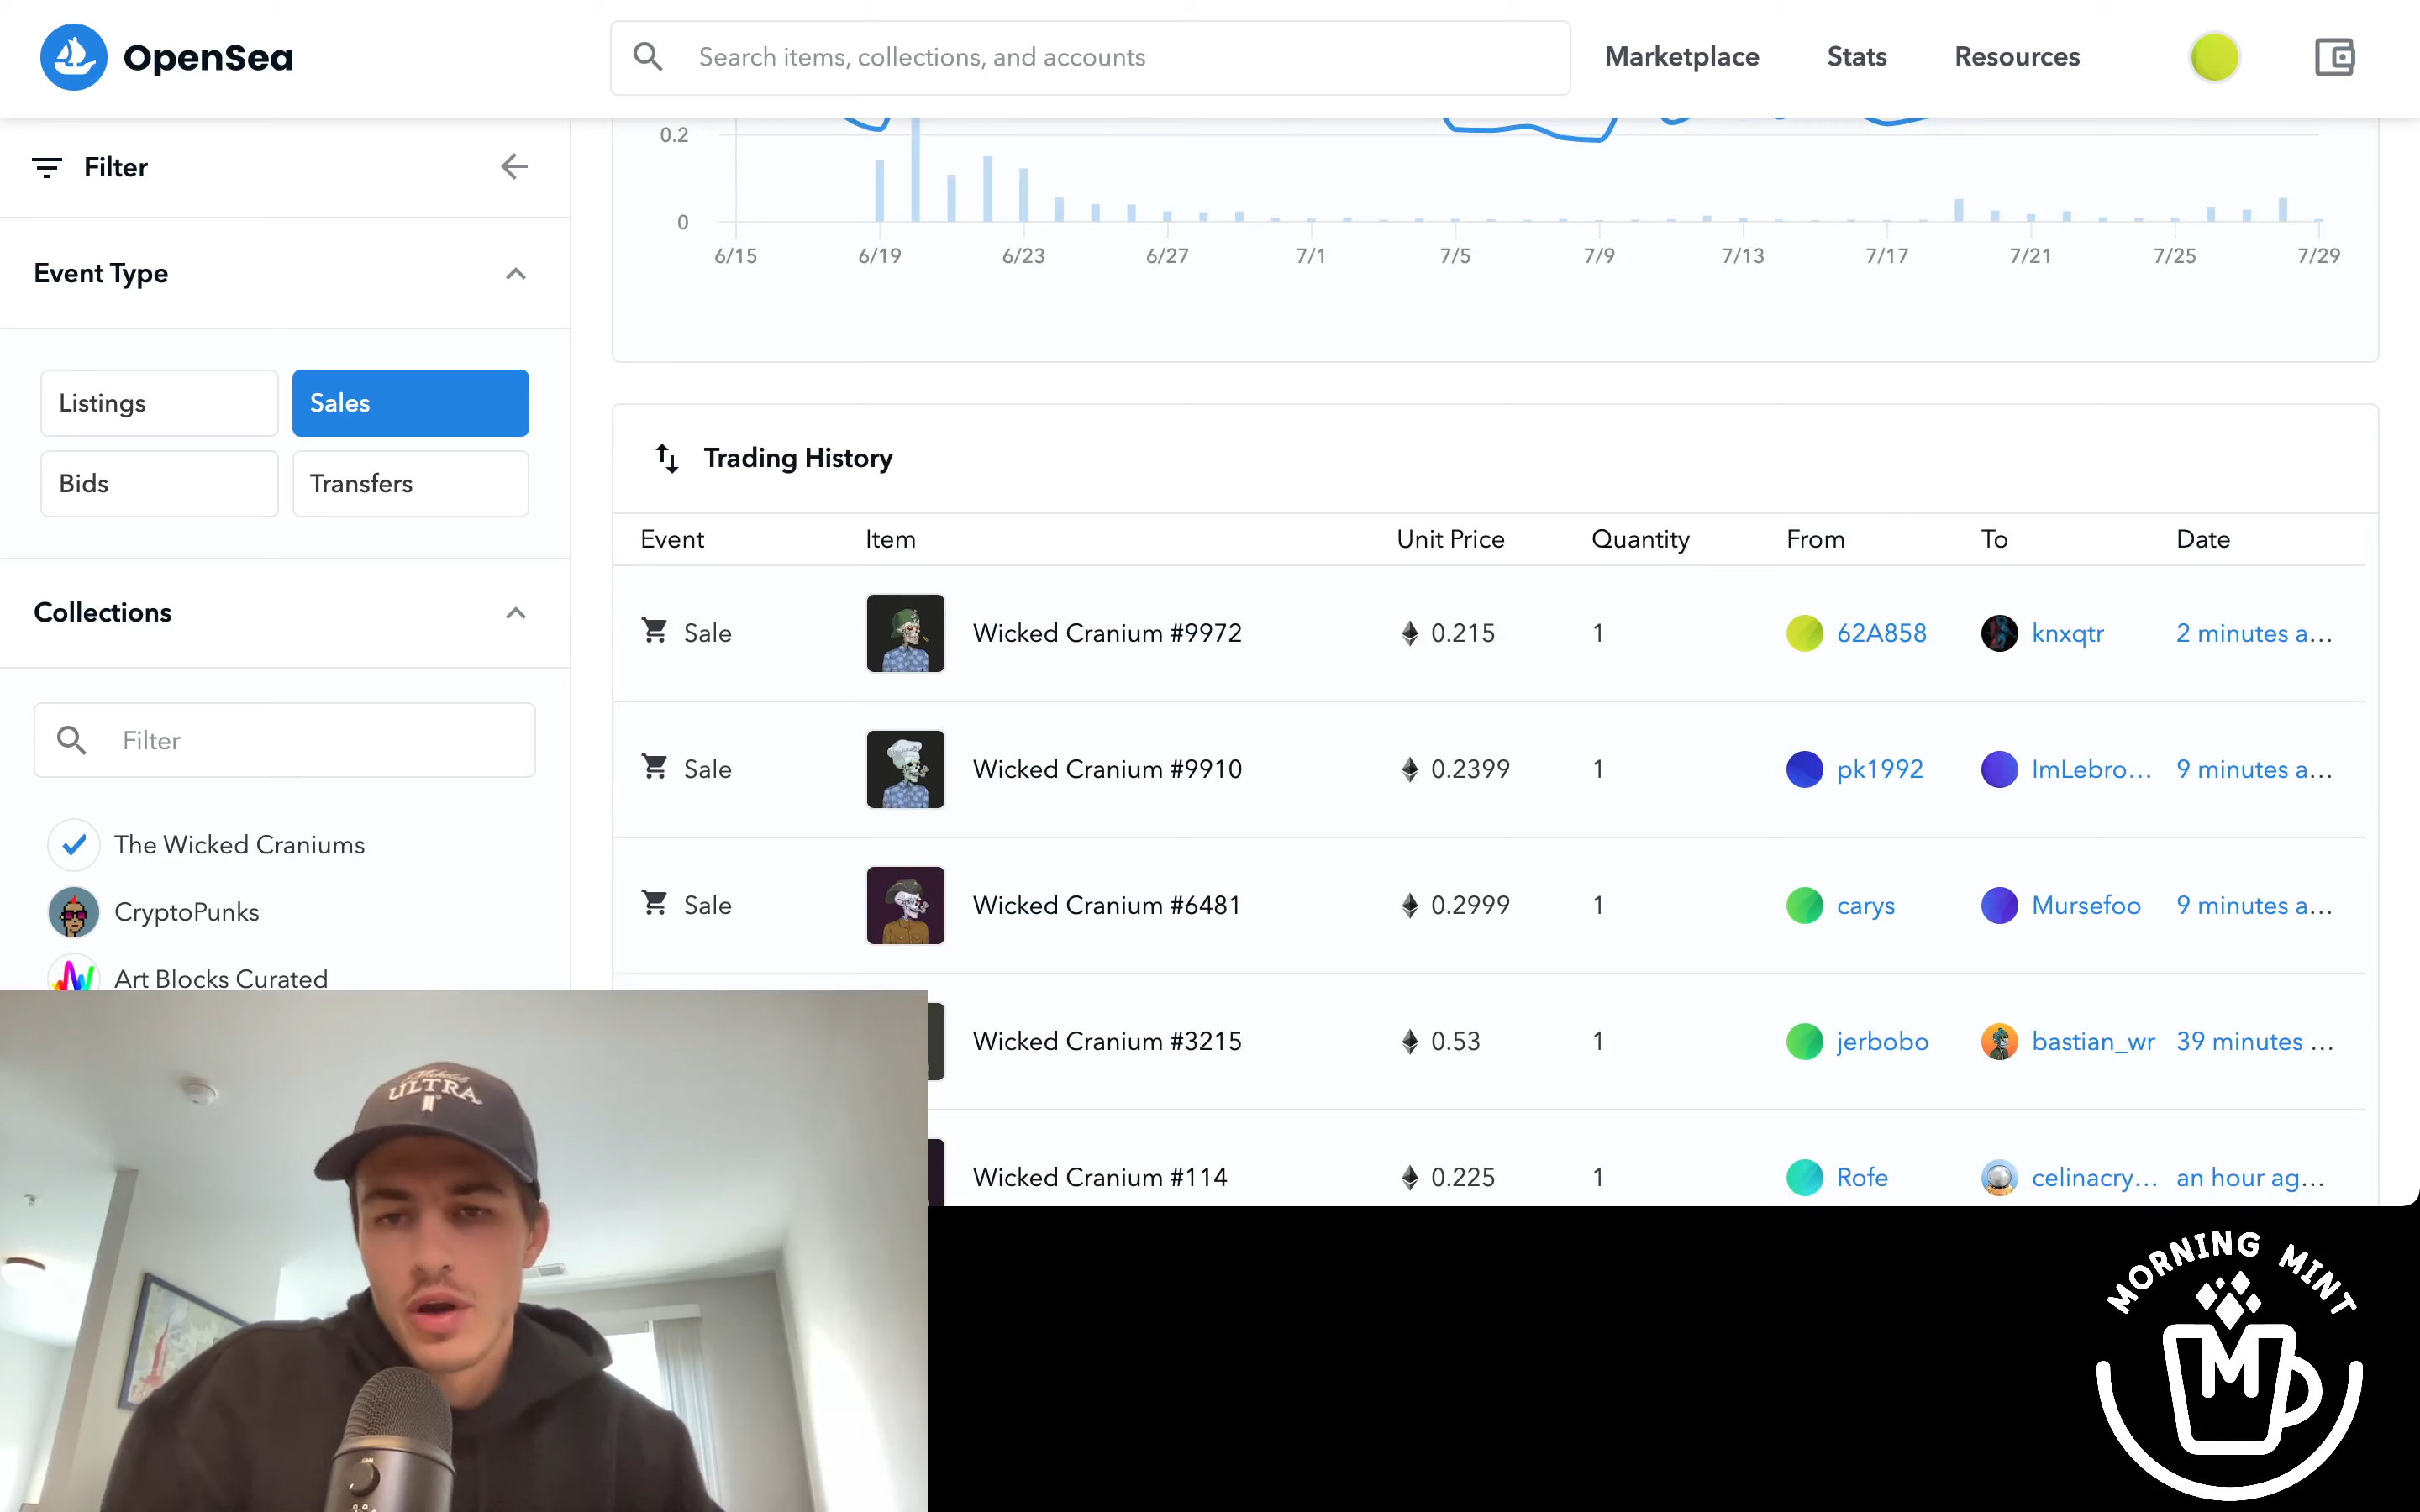 OpenSea
Search items, collections, and accounts
Marketplace
Stats
Resources
Filter
Event Type
Listings
Sales
Bids
Transfers
Collections
Filter
The Wicked Craniums
CryptoPunks
Art Blocks Curated
0.2
0
6/15 6/19 6/23 6/27 7/1 7/5 7/9 7/13 7/17 7/21 7/25 7/29
Trading History
Event Item Unit Price Quantity From To Date
Sale Wicked Cranium #9972 0.215 1 62A858 knxqtr 2 minutes a...
Sale Wicked Cranium #9910 0.2399 1 pk1992 ImLebro... 9 minutes a...
Sale Wicked Cranium #6481 0.2999 1 carys Mursefoo 9 minutes a...
Wicked Cranium #3215 0.53 1 jerbobo bastian_wr 39 minutes ...
Wicked Cranium #114 0.225 1 Rofe celinacry... an hour ag...
ULTRA
MORNING MINT
M